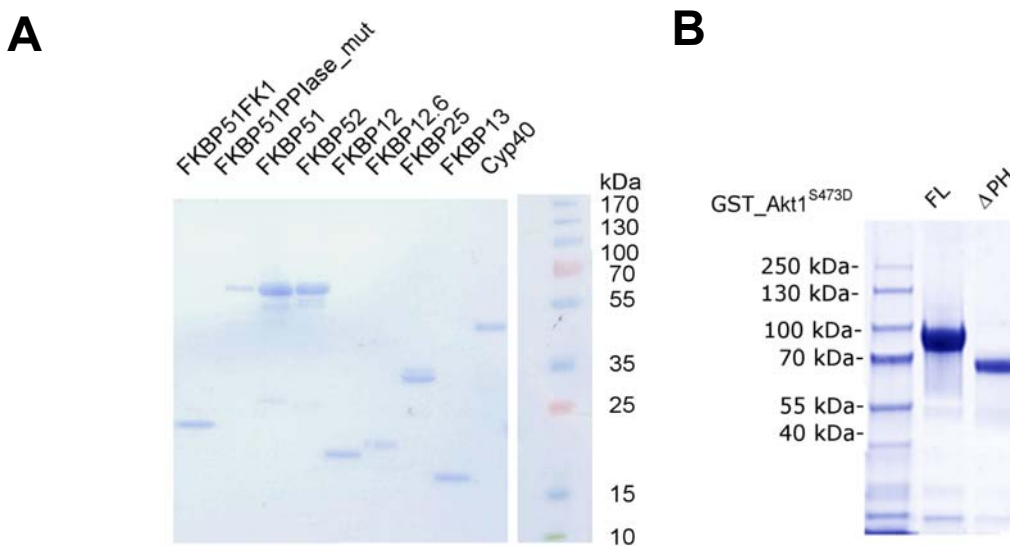 A
FKBP51FK1
FKBP51PPIase_mut
FKBP51
FKBP52
FKBP12
FKBP12.6
FKBP25
FKBP13
Cyp40
kDa
170
130
100
70
55
35
25
15
10
B
GST_Akt1S473D
FL
ΔPH
250 kDa-
130 kDa-
100 kDa-
70 kDa-
55 kDa-
40 kDa-